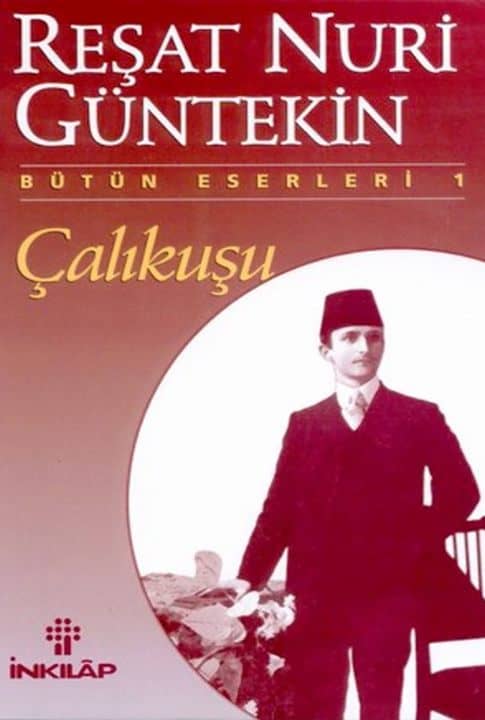 REŞAT NURİ
GÜNTEKİN
BÜTÜN ESERLERİ 1
Çalıkuşu
İNKILÂP